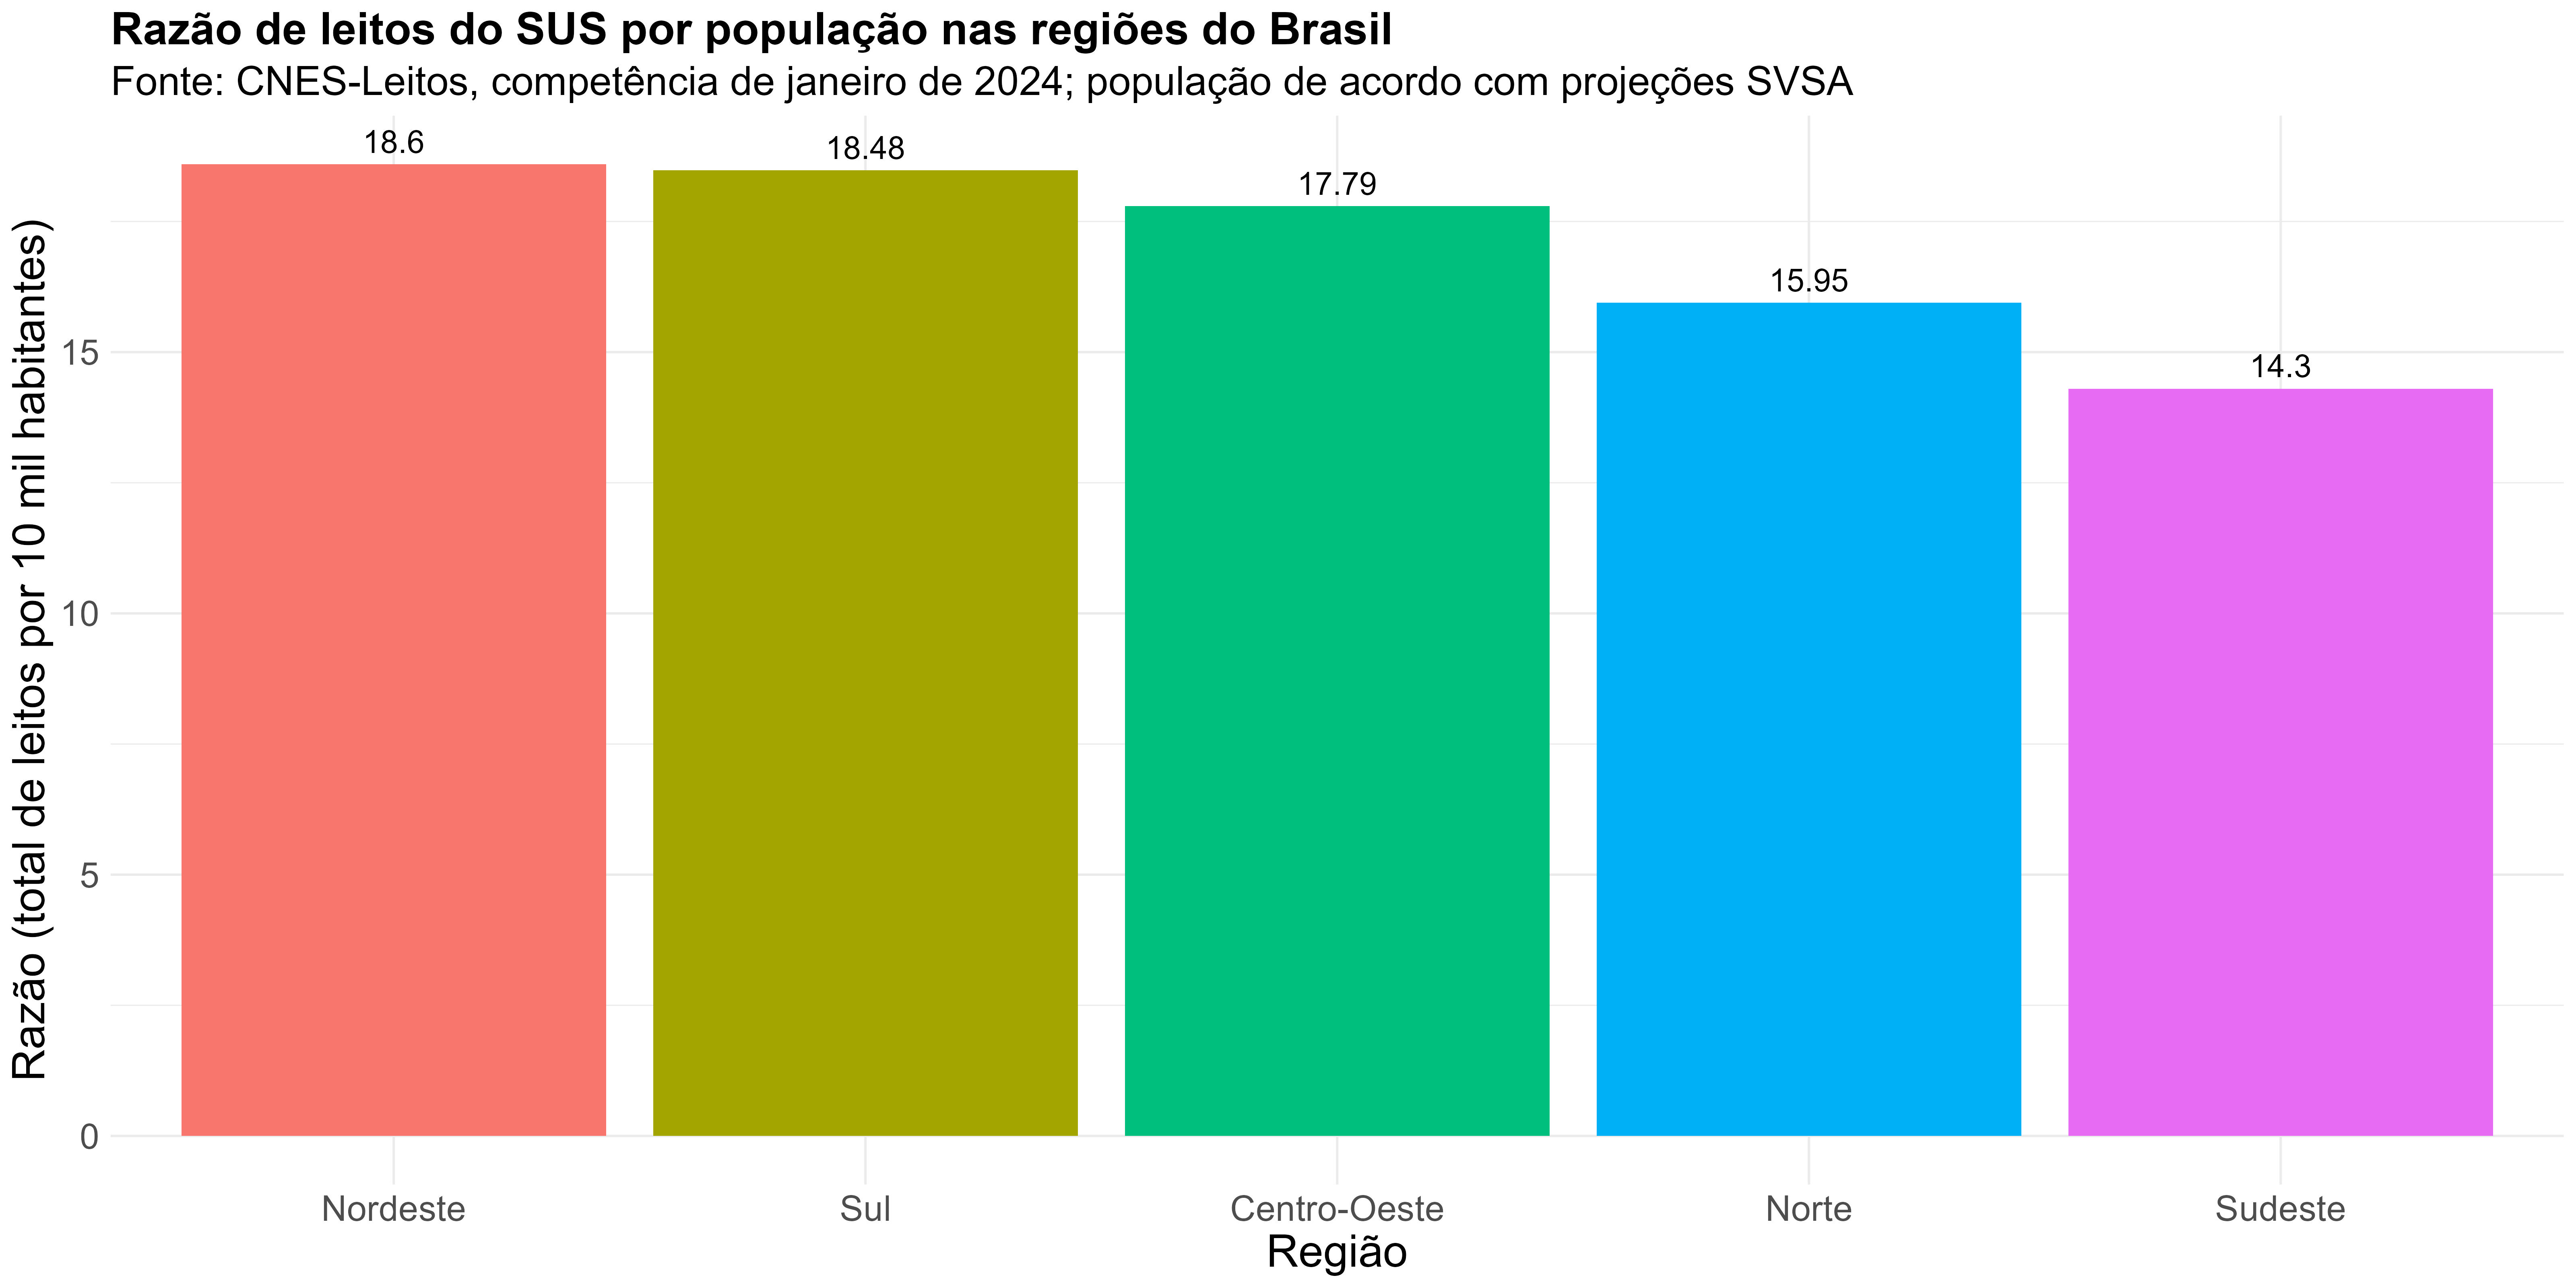 Razão de leitos do SUS por população nas regiões do Brasil
Fonte: CNES-Leitos, competência de janeiro de 2024; população de acordo com projeções SVSA
Razão (total de leitos por 10 mil habitantes)
15
10
5
0
18.6
18.48
17.79
15.95
14.3
Nordeste
Sul
Centro-Oeste
Norte
Sudeste
Região